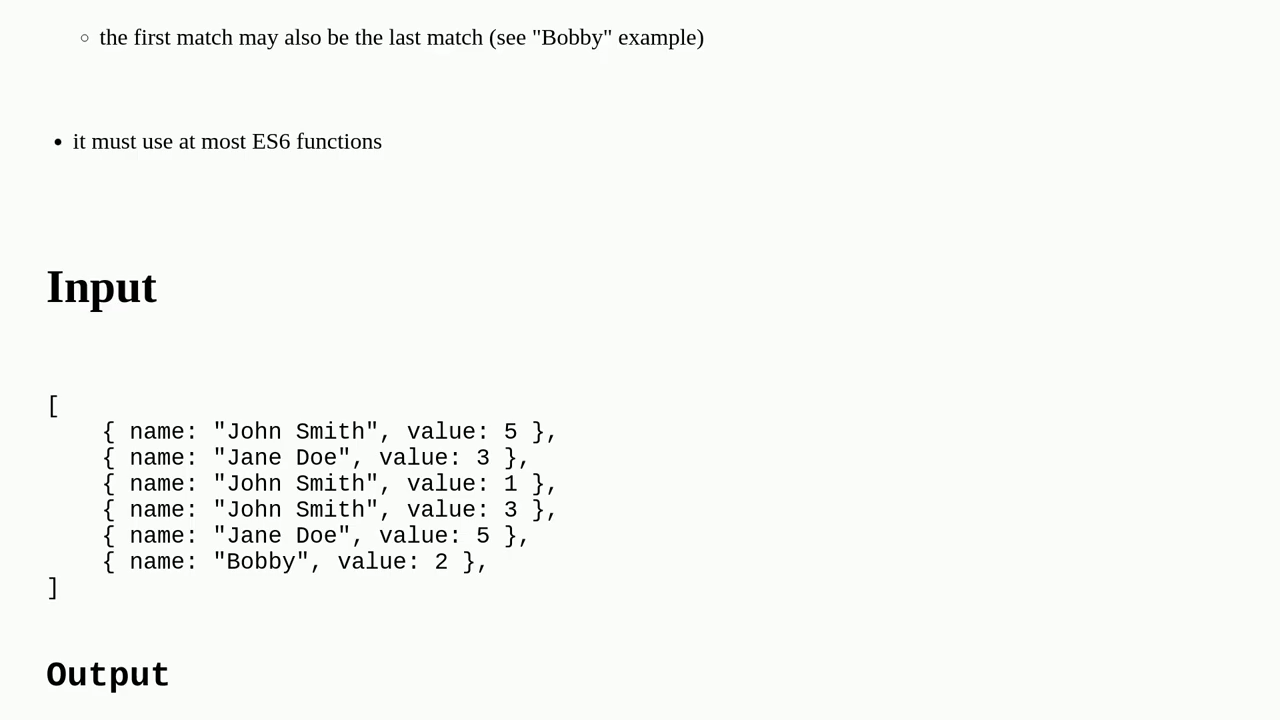 the first match may also be the last match (see "Bobby" example)
it must use at most ES6 functions
Input
[
    { name: "John Smith", value: 5 },
    { name: "Jane Doe", value: 3 },
    { name: "John Smith", value: 1 },
    { name: "John Smith", value: 3 },
    { name: "Jane Doe", value: 5 },
    { name: "Bobby", value: 2 },
]
Output